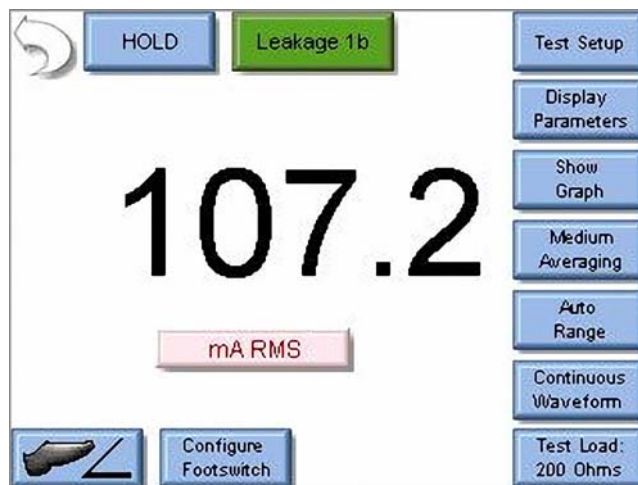 HOLD
Leakage 1b
Test Setup
Display
Parameters
Show
Graph
107.2
Medium
Averaging
Auto
Range
mA RMS
Continuous
Waveform
Configure
Footswitch
Test Load:
200 Ohms